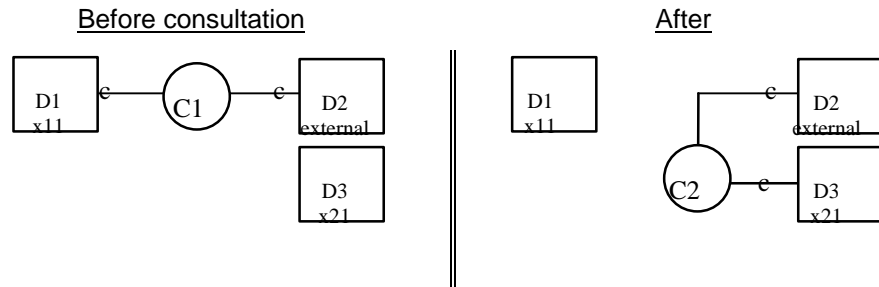 Before consultation
After
D1
x11
c
C1
c
D2
external
D3
x21
D1
x11
c
D2
external
C2
c
D3
x21